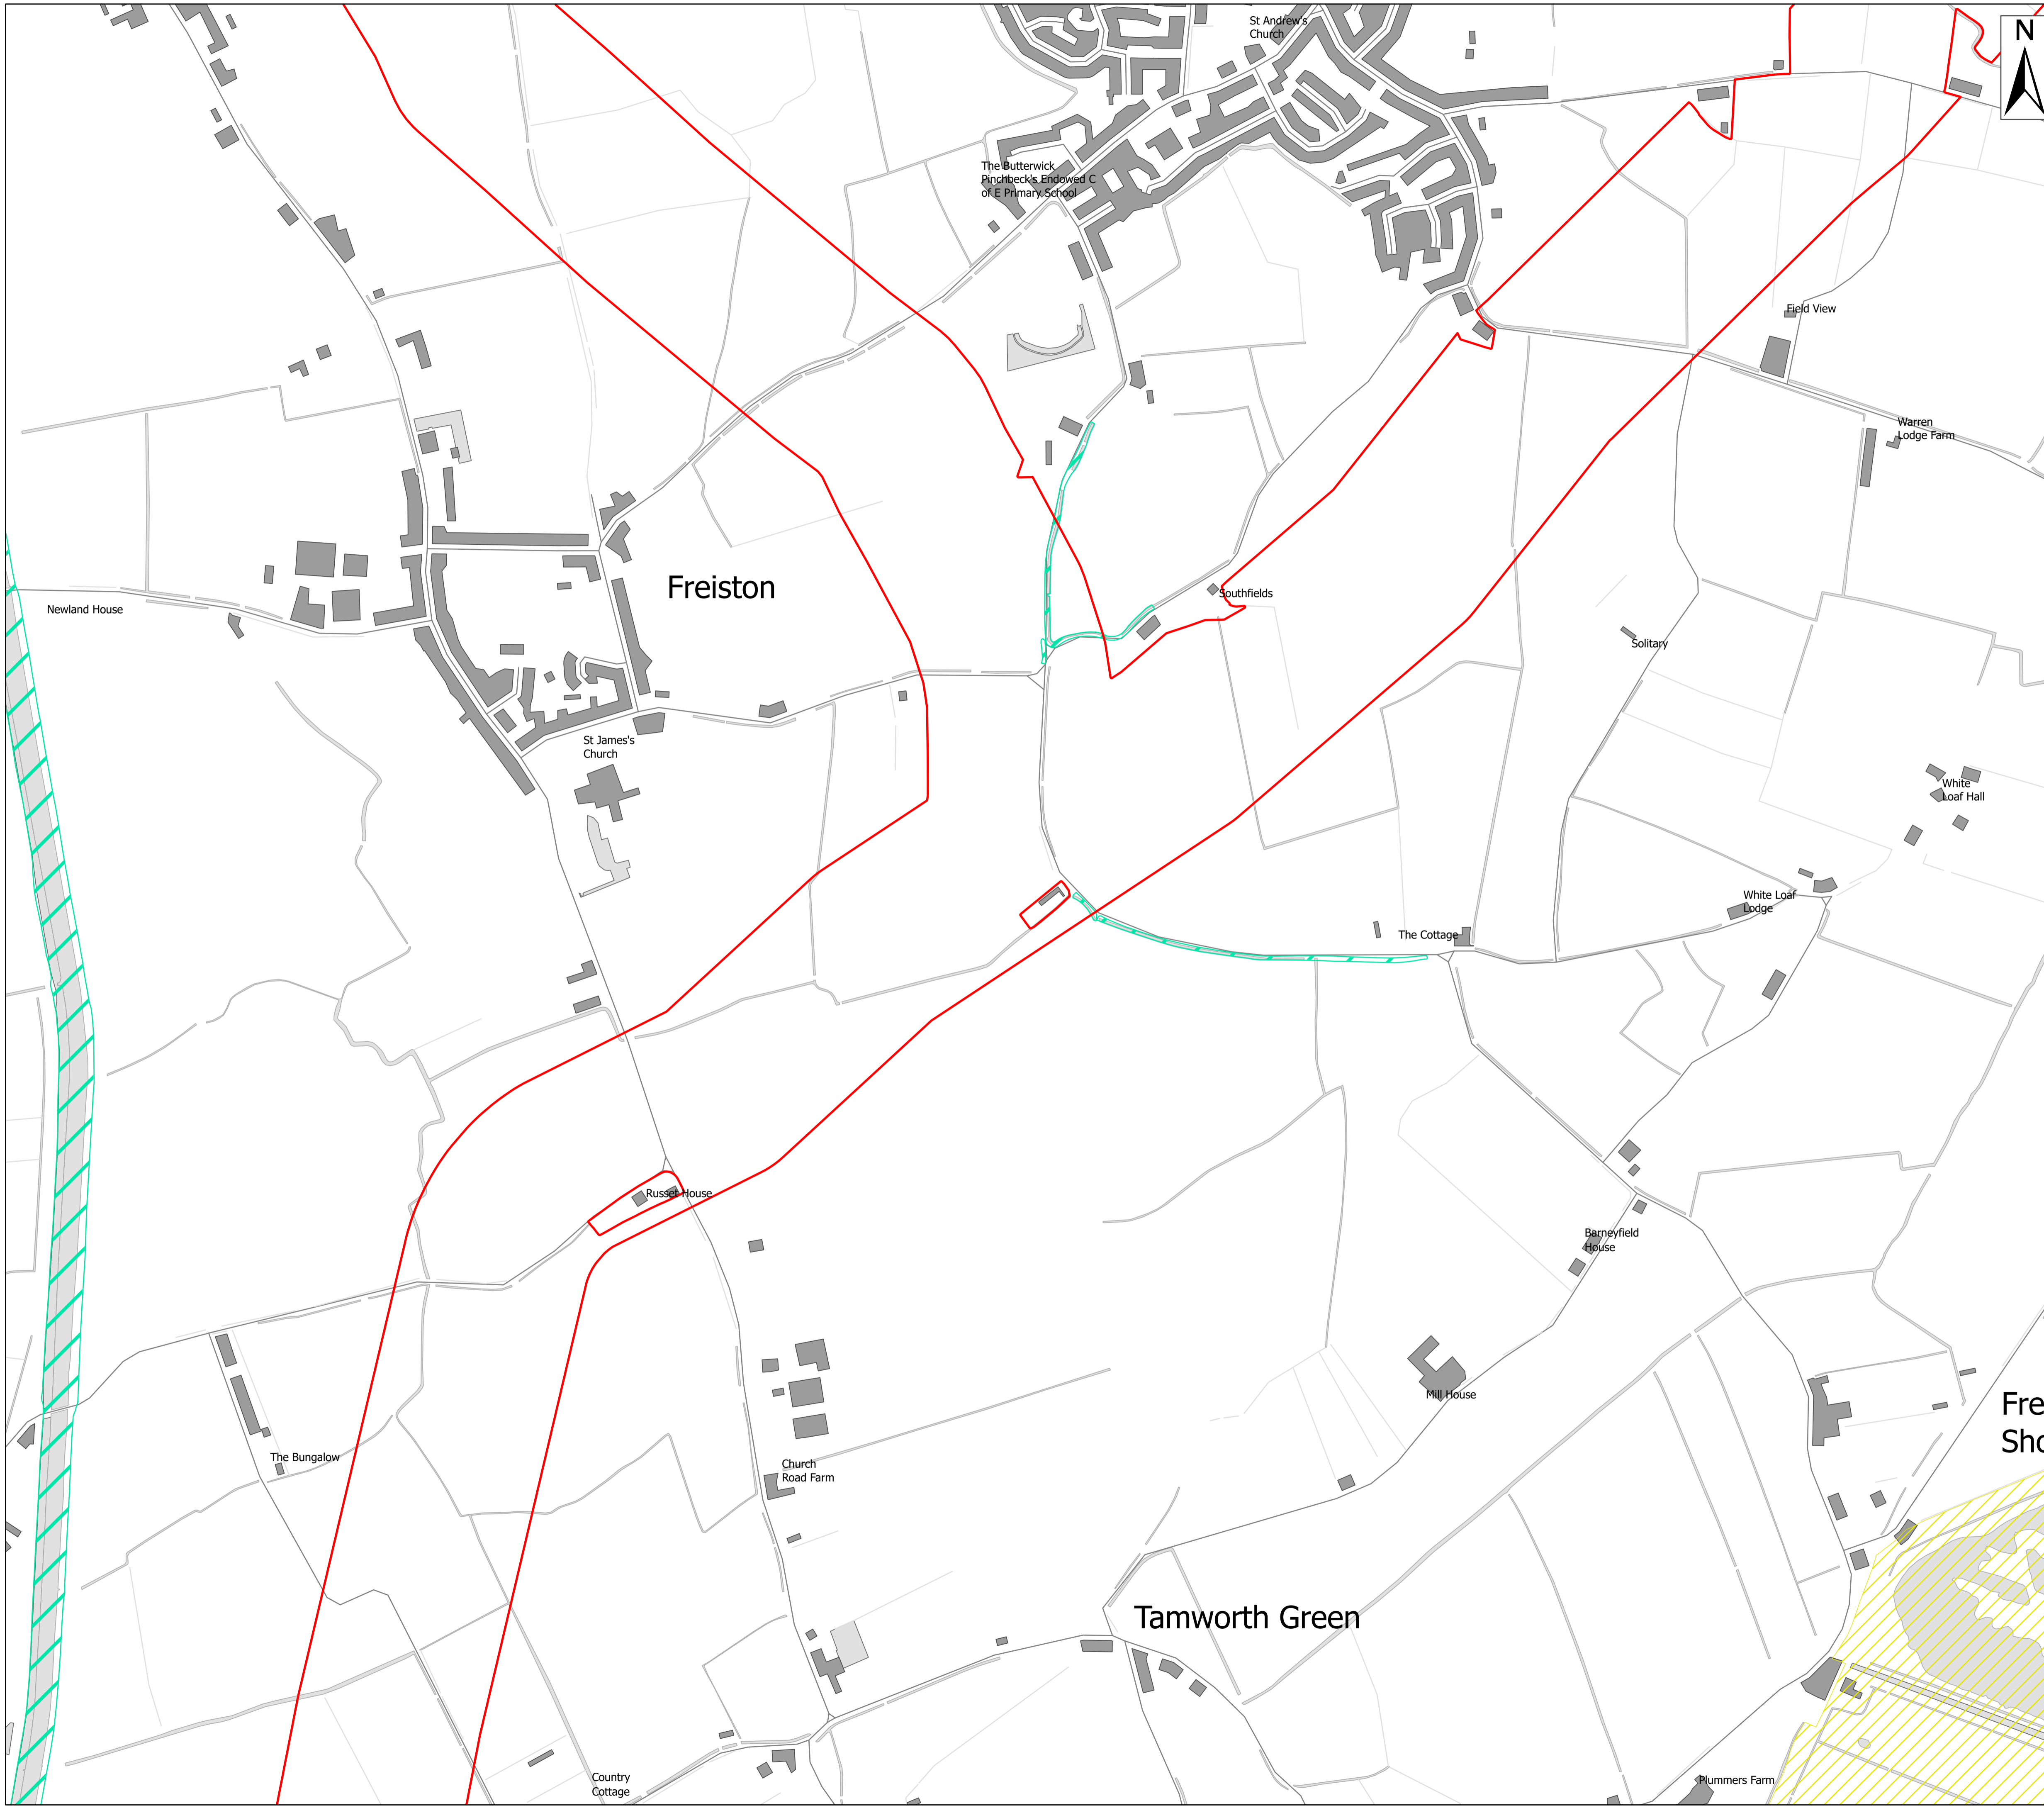 St Andrew's
Church
N
The Butterwick
Pinchbeck's Endowed C
of E Primary School
Field View
Warren
Lodge Farm
Freiston
Newland House
Southfields
Solitary
St James's
Church
White
Loaf Hall
White Loaf
Lodge
The Cottage
Russet House
Barneyfield
House
Mill House
Fre
Sho
The Bungalow
Church
Road Farm
Tamworth Green
Country
Cottage
Plummers Farm